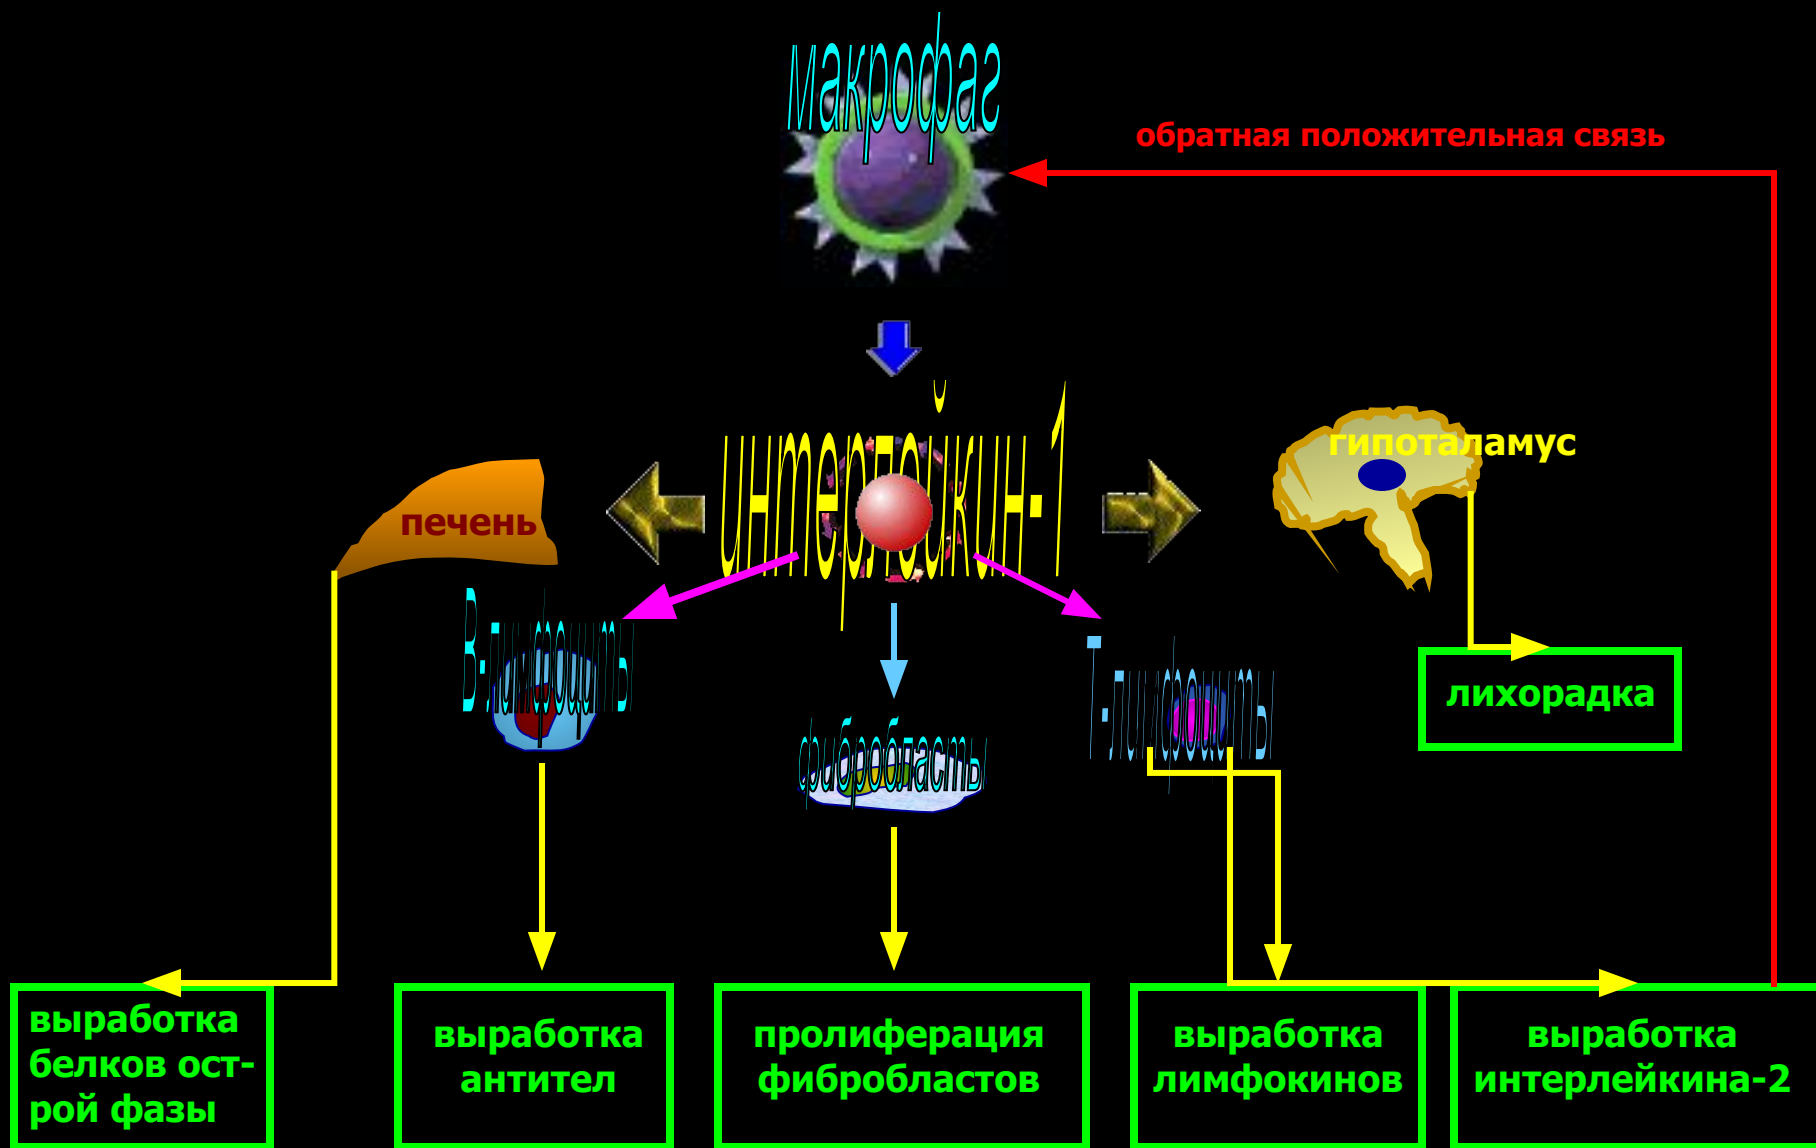 макрофаг
обратная положительная связь
интерлейкин-1
гипоталамус
печень
В-лимфоциты
Т-лимфоциты
лихорадка
фибробласты
выработка
белков ост-
рой фазы
выработка
антител
пролиферация
фибробластов
выработка
лимфокинов
выработка
интерлейкина-2